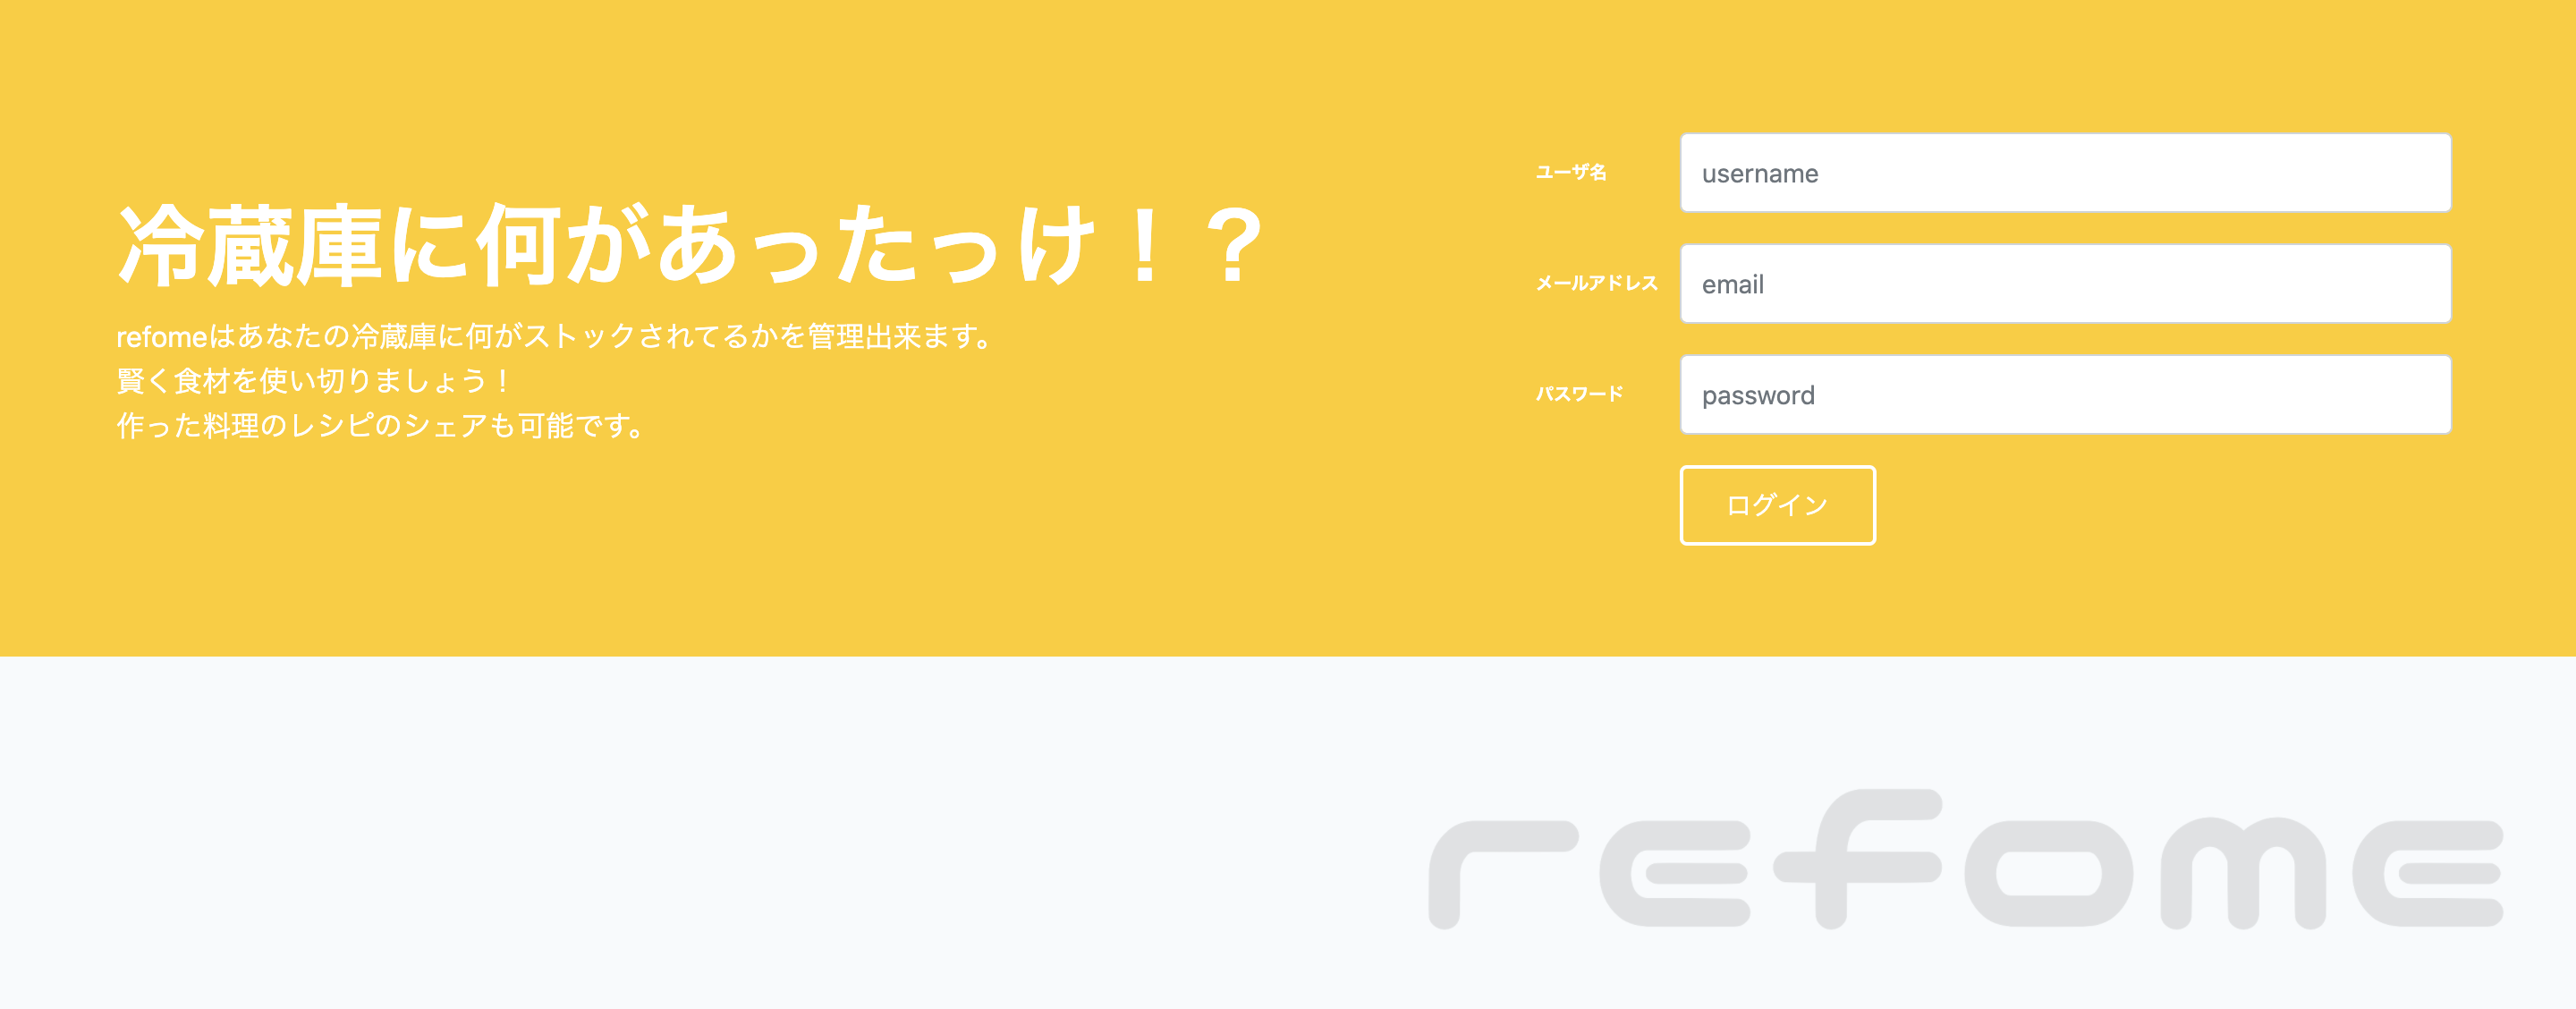 冷蔵庫に何があったっけ！？
refomeはあなたの冷蔵庫に何がストックされてるかを管理出来ます。
賢く食材を使い切りましょう！
作った料理のレシピのシェアも可能です。
ユーザ名
username
メールアドレス
email
パスワード
password
ログイン
refome